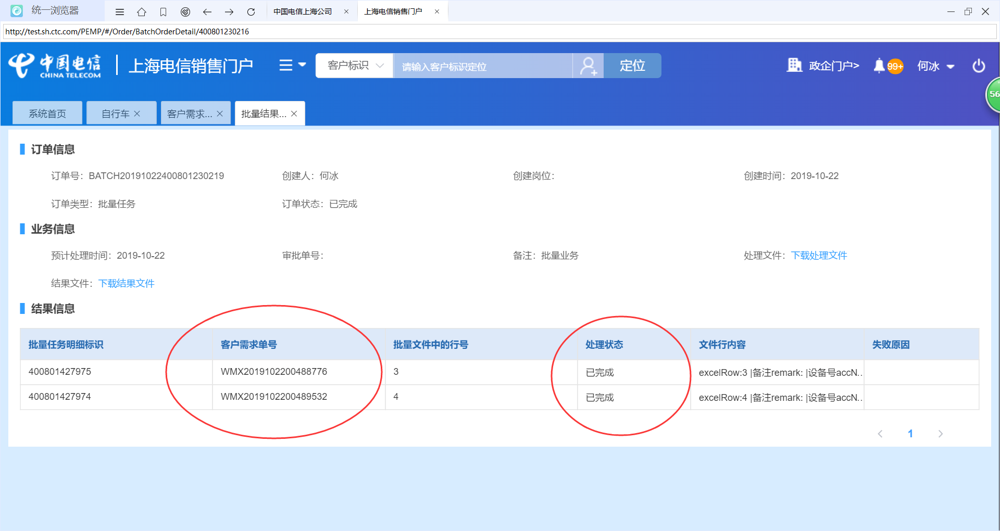 统一浏览器
中国电信上海公司
上海电信销售门户
http://test.sh.ctc.com/PEMP/#/Order/BatchOrderDetail/400801230216
中国电信
CHINA TELECOM
上海电信销售门户
客户标识
请输入客户标识定位
定位
政企门户>
99+
何冰
56
系统首页
自行车
客户需求...
批量结果...
订单信息
订单号：BATCH20191022400801230219
创建人：何冰
创建岗位：
创建时间：2019-10-22
订单类型：批量任务
订单状态：已完成
业务信息
预计处理时间：2019-10-22
审批单号：
备注：批量业务
处理文件：下载处理文件
结果文件：下载结果文件
结果信息
批量任务明细标识 客户需求单号 批量文件中的行号 处理状态 文件行内容 失败原因
400801427975 WMX2019102200488776 3 已完成 excelRow:3 |备注remark: |设备号accN..
400801427974 WMX2019102200489532 4 已完成 excelRow:4 |备注remark: |设备号accN..
1